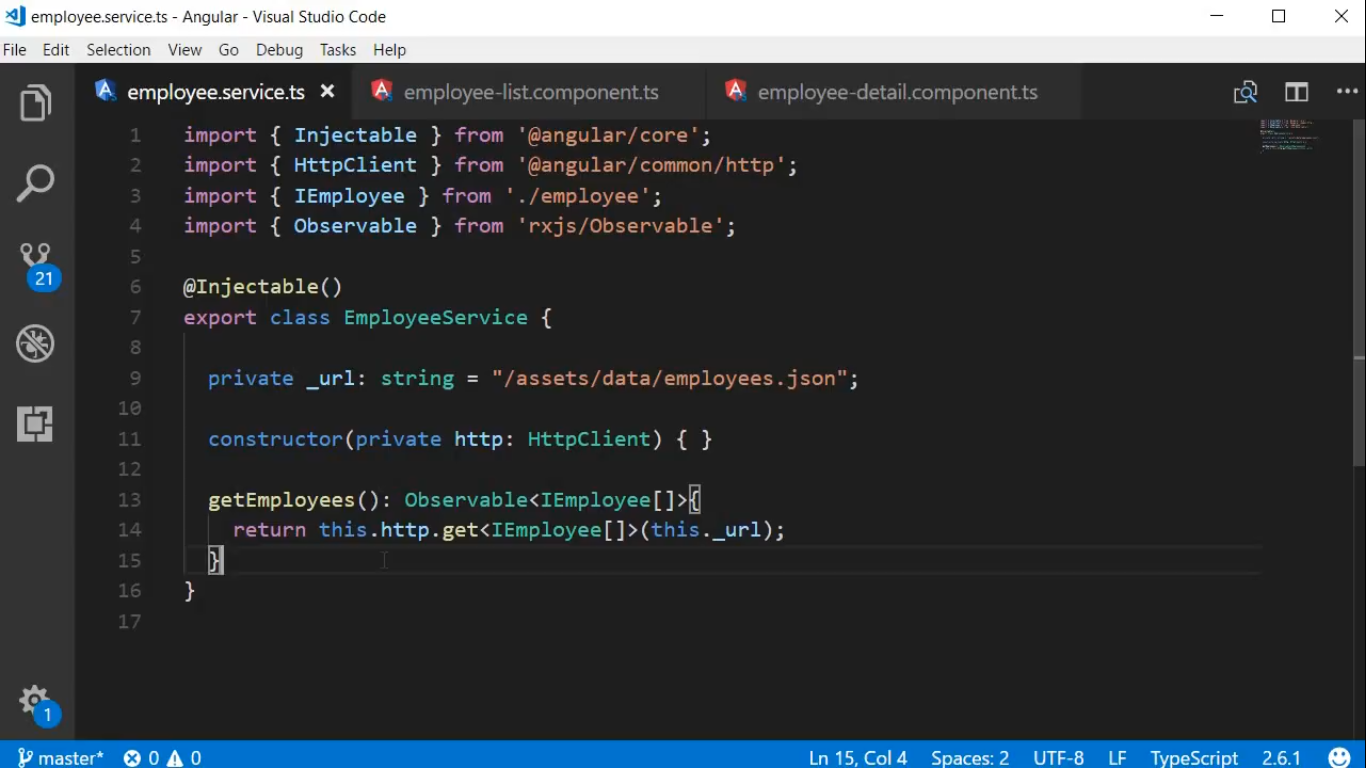 employee.service.ts - Angular - Visual Studio Code
File Edit Selection View Go Debug Tasks Help
employee.service.ts employee-list.component.ts employee-detail.component.ts
1 import { Injectable } from '@angular/core';
2 import { HttpClient } from '@angular/common/http';
3 import { IEmployee } from './employee';
4 import { Observable } from 'rxjs/Observable';
5
6 @Injectable()
7 export class EmployeeService {
8
9 private _url: string = "/assets/data/employees.json";
10
11 constructor(private http: HttpClient) { }
12
13 getEmployees(): Observable<IEmployee[]>{
14 return this.http.get<IEmployee[]>(this._url);
15 }
16 }
17
21
1
master* 0 0 Ln 15, Col 4 Spaces: 2 UTF-8 LF TypeScript 2.6.1